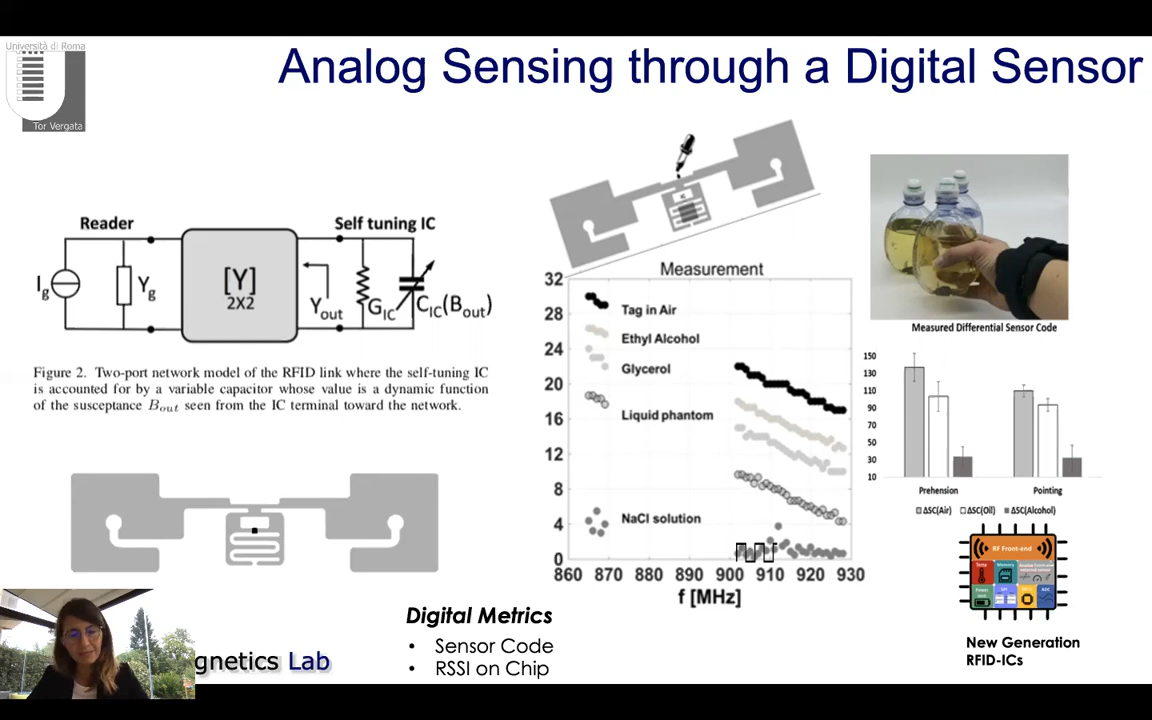 Università di Roma
Tor Vergata
Analog Sensing through a Digital Sensor
Reader
Self tuning IC
Ig
Yg
[Y]
2X2
Yout
GIC
CIC(Bout)
Figure 2. Two-port network model of the RFID link where the self-tuning IC
is accounted for by a variable capacitor whose value is a dynamic function
of the susceptance Bout seen from the IC terminal toward the network.
Measurement
32
28
24
20
16
12
8
4
0
Tag in Air
Ethyl Alcohol
Glycerol
Liquid phantom
NaCl solution
860 870 880 890 900 910 920 930
f [MHz]
Measured Differential Sensor Code
150
130
110
90
70
50
30
10
Prehension Pointing
ΔSC(Air) ΔSC(Oil) ΔSC(Alcohol)
RF Front-end
Temp
Memory
ADC
New Generation
RFID-ICs
Digital Metrics
• Sensor Code
• RSSI on Chip
gnetics Lab